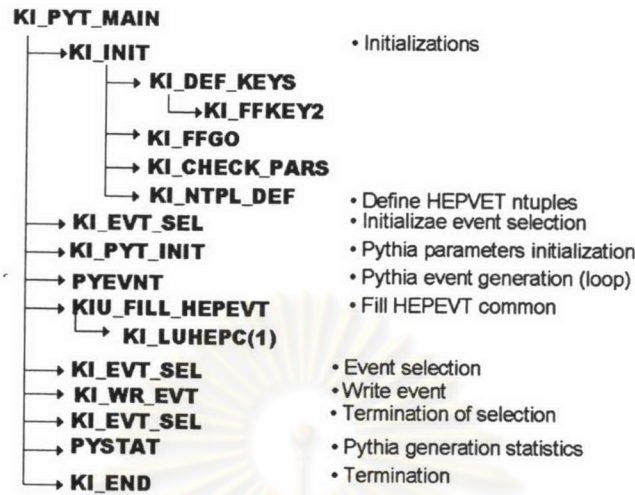 KI_PYT_MAIN
KI_INIT • Initializations
KI_DEF_KEYS
KI_FFKEY2
KI_FFGO
KI_CHECK_PARS
KI_NTPL_DEF • Define HEPVET ntuples
KI_EVT_SEL • Initializae event selection
KI_PYT_INIT • Pythia parameters initialization
PYEVNT • Pythia event generation (loop)
KIU_FILL_HEPEVT • Fill HEPEVT common
KI_LUHEPC(1)
KI_EVT_SEL • Event selection
KI_WR_EVT • Write event
KI_EVT_SEL • Termination of selection
PYSTAT • Pythia generation statistics
KI_END • Termination